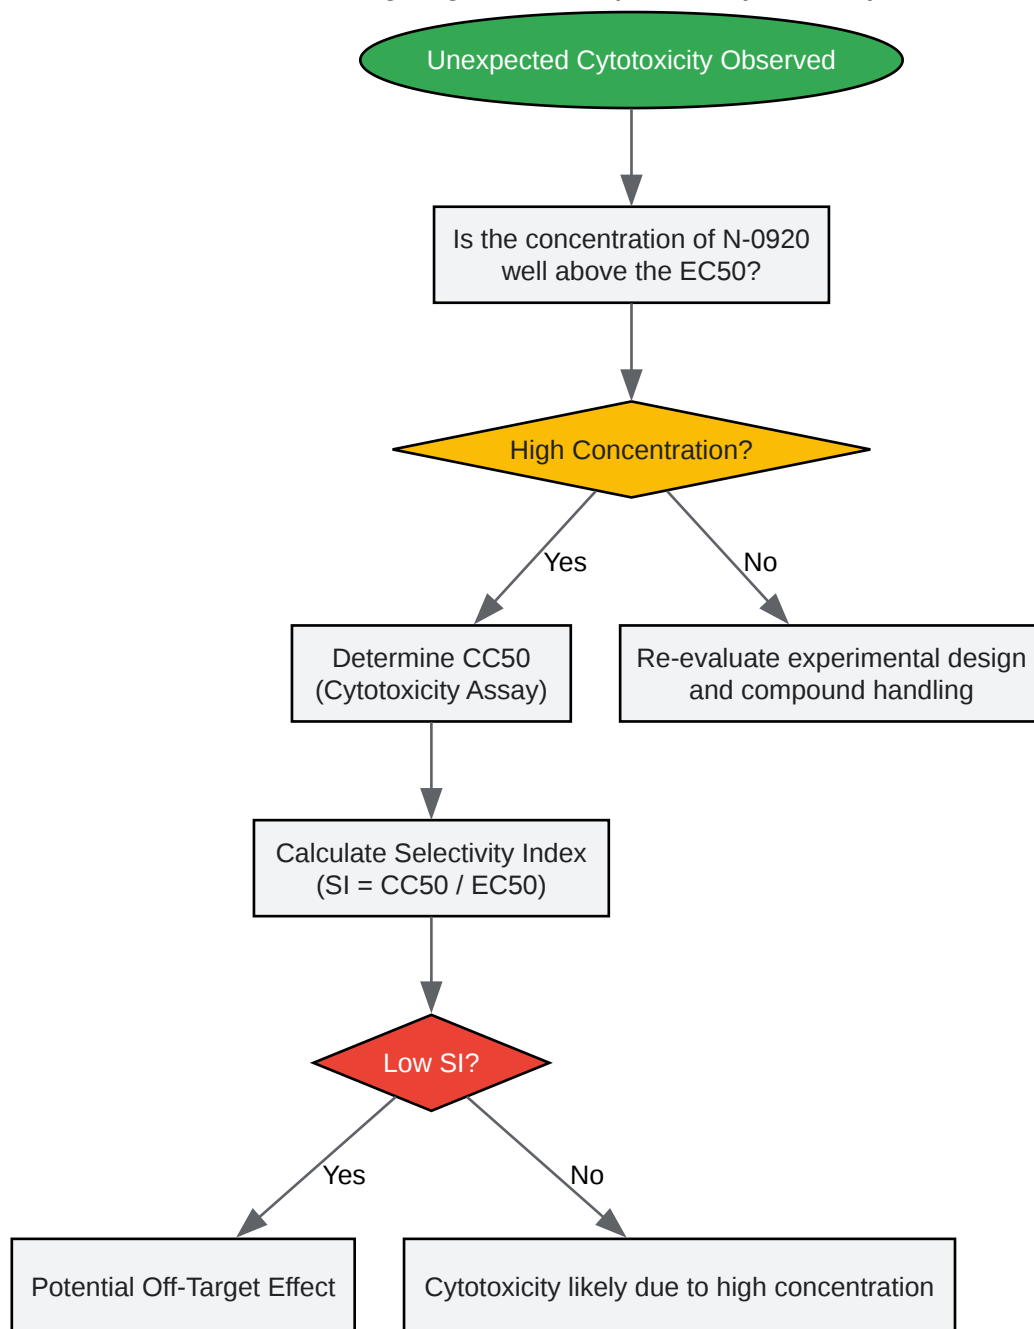 Unexpected Cytotoxicity Observed
Is the concentration of N-0920
well above the EC50?
High Concentration?
Yes
No
Determine CC50
(Cytotoxicity Assay)
Re-evaluate experimental design
and compound handling
Calculate Selectivity Index
(SI = CC50 / EC50)
Low SI?
Yes
No
Potential Off-Target Effect
Cytotoxicity likely due to high concentration